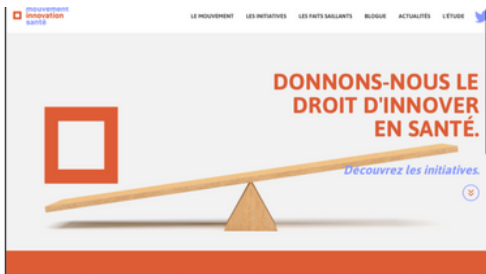 mouvement
innovation
santé
LE MOUVEMENT LES INITIATIVES LES FAITS SAILLANTS BLOGUE ACTUALITÉS L'ÉTUDE
DONNONS-NOUS LE
DROIT D'INNOVER
EN SANTÉ.
Découvrez les initiatives.